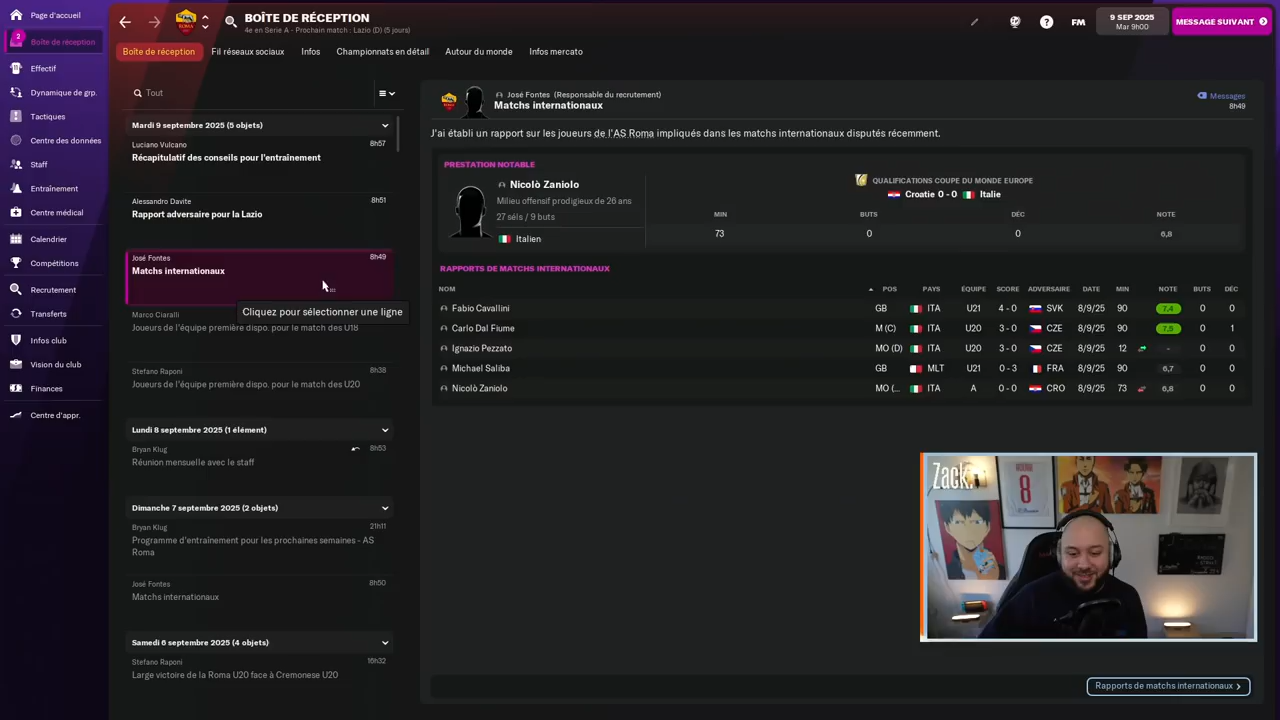 Page d'accueil
2
Boîte de réception
Effectif
Dynamique de grp.
Tactiques
Centre des données
Staff
Entraînement
Centre médical
Calendrier
Compétitions
Recrutement
Transferts
Infos club
Vision du club
Finances
Centre d'appr.
BOÎTE DE RÉCEPTION
4e en Serie A - Prochain match : Lazio (D) (5 jours)
FM
9 SEP 2025
Mar 9h00
MESSAGE SUIVANT
Boîte de réception
Fil réseaux sociaux
Infos
Championnats en détail
Autour du monde
Infos mercato
Tout
Mardi 9 septembre 2025 (5 objets)
Luciano Vulcano 8h57
Récapitulatif des conseils pour l'entraînement
Alessandro Davite 8h51
Rapport adversaire pour la Lazio
José Fontes 8h49
Matchs internationaux
Cliquez pour sélectionner une ligne
Marco Ciaralli
Joueurs de l'équipe première dispo. pour le match des U18
Stefano Raponi 8h38
Joueurs de l'équipe première dispo. pour le match des U20
Lundi 8 septembre 2025 (1 élément)
Bryan Klug 8h53
Réunion mensuelle avec le staff
Dimanche 7 septembre 2025 (2 objets)
Bryan Klug 21h11
Programme d'entraînement pour les prochaines semaines - AS
Roma
José Fontes 8h50
Matchs internationaux
Samedi 6 septembre 2025 (4 objets)
Stefano Raponi 16h32
Large victoire de la Roma U20 face à Cremonese U20
José Fontes (Responsable du recrutement)
Matchs internationaux
Messages
8h49
J'ai établi un rapport sur les joueurs de l'AS Roma impliqués dans les matchs internationaux disputés récemment.
PRESTATION NOTABLE
Nicolò Zaniolo
Milieu offensif prodigieux de 26 ans
27 séls / 9 buts
Italien
QUALIFICATIONS COUPE DU MONDE EUROPE
Croatie 0 - 0 Italie
MIN BUTS DÉC NOTE
73 0 0 6,8
RAPPORTS DE MATCHS INTERNATIONAUX
NOM POS PAYS ÉQUIPE SCORE ADVERSAIRE DATE MIN NOTE BUTS DÉC
Fabio Cavallini GB ITA U21 4 - 0 SVK 8/9/25 90 7,4 0 0
Carlo Dal Fiume M (C) ITA U20 3 - 0 CZE 8/9/25 90 7,5 0 1
Ignazio Pezzato MO (D) ITA U20 3 - 0 CZE 8/9/25 12 - 0 0
Michael Saliba GB MLT U21 0 - 3 FRA 8/9/25 90 6,7 0 0
Nicolò Zaniolo MO (... ITA A 0 - 0 CRO 8/9/25 73 6,8 0 0
Zack.
8
Rapports de matchs internationaux